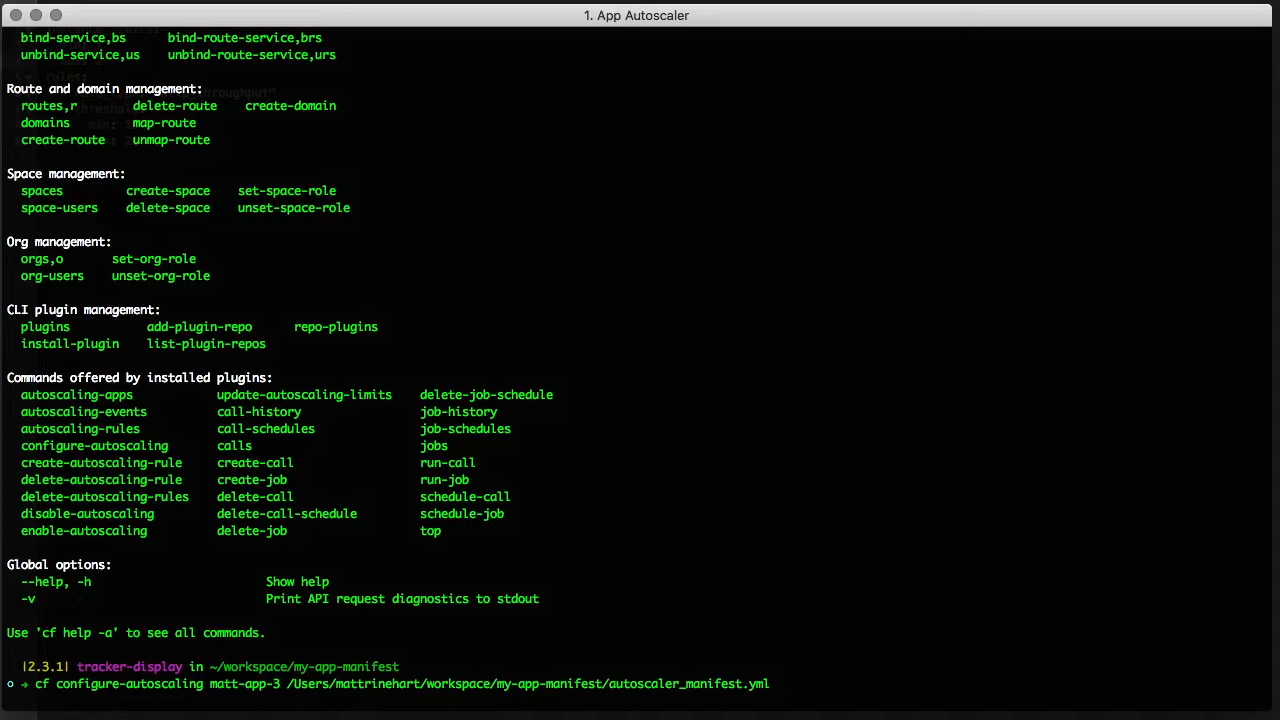 1. App Autoscaler
bind-service,bs bind-route-service,brs
unbind-service,us unbind-route-service,urs
Route and domain management:
routes,r delete-route create-domain
domains map-route
create-route unmap-route
Space management:
spaces create-space set-space-role
space-users delete-space unset-space-role
Org management:
orgs,o set-org-role
org-users unset-org-role
CLI plugin management:
plugins add-plugin-repo repo-plugins
install-plugin list-plugin-repos
Commands offered by installed plugins:
autoscaling-apps update-autoscaling-limits delete-job-schedule
autoscaling-events call-history job-history
autoscaling-rules call-schedules job-schedules
configure-autoscaling calls jobs
create-autoscaling-rule create-call run-call
delete-autoscaling-rule create-job run-job
delete-autoscaling-rules delete-call schedule-call
disable-autoscaling delete-call-schedule schedule-job
enable-autoscaling delete-job top
Global options:
--help, -h Show help
-v Print API request diagnostics to stdout
Use 'cf help -a' to see all commands.
|2.3.1| tracker-display in ~/workspace/my-app-manifest
○ → cf configure-autoscaling matt-app-3 /Users/mattrinehart/workspace/my-app-manifest/autoscaler_manifest.yml